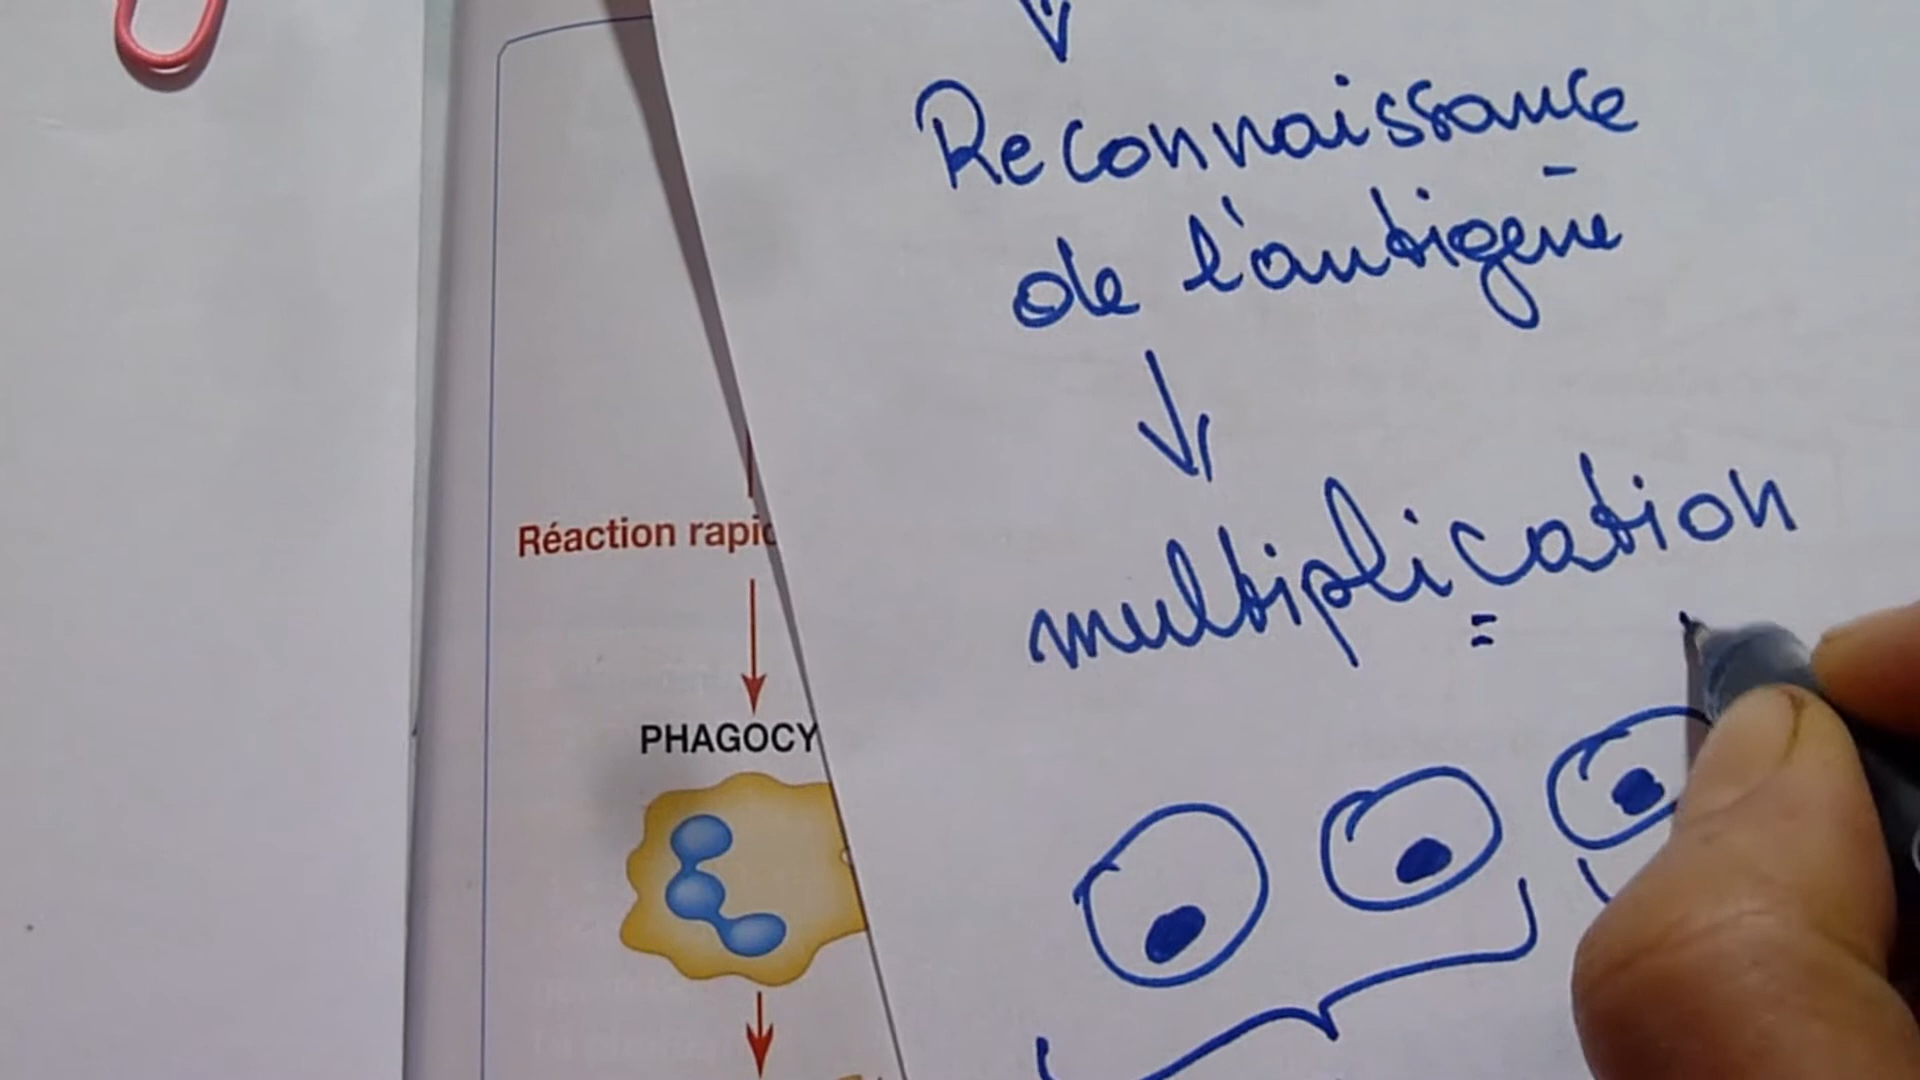 Reconnaissance
de l'antigène
multiplication
Réaction rapid
PHAGOCY